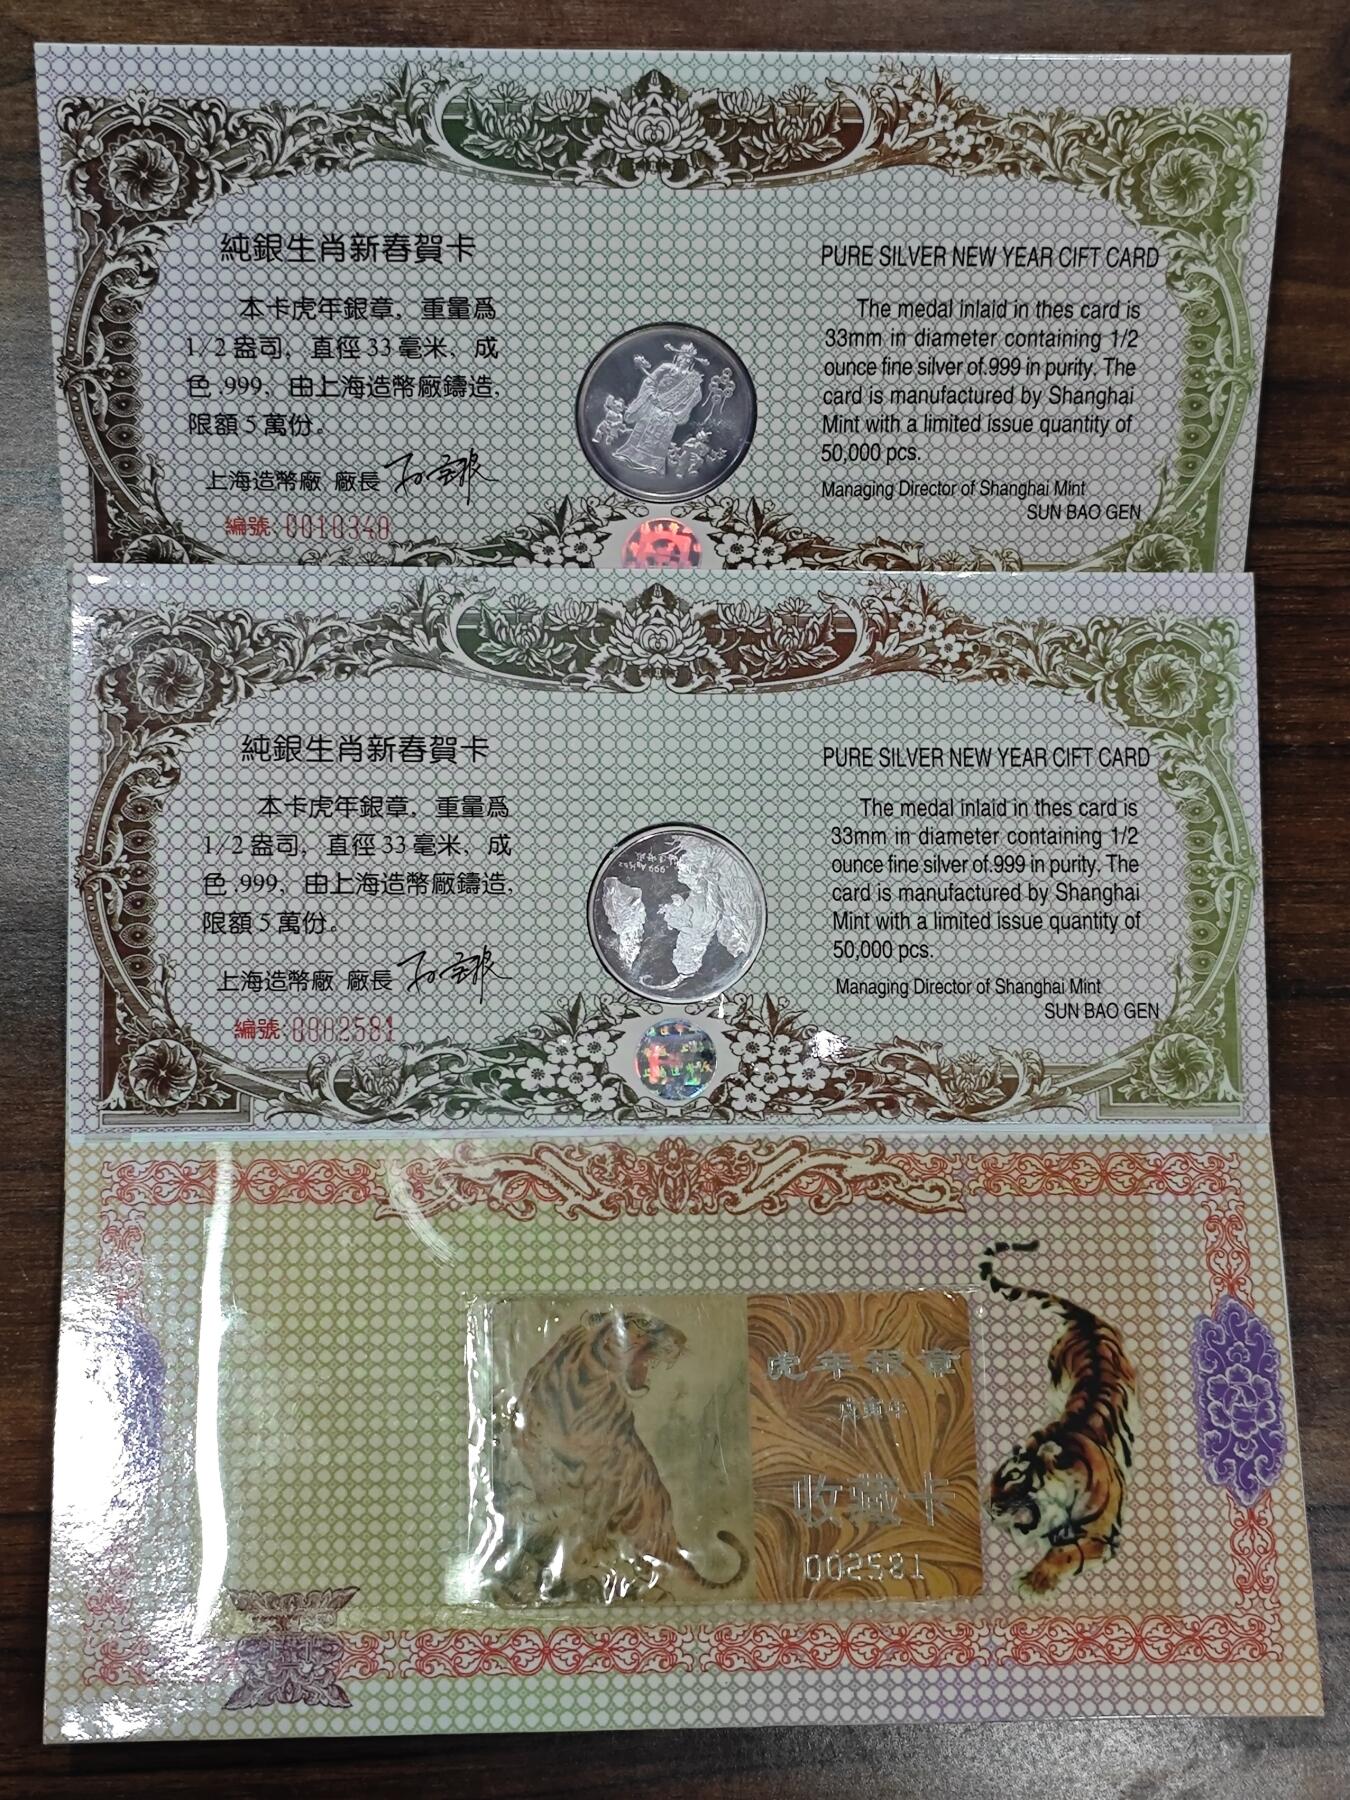 純銀生肖新春賀卡
本卡虎年銀章，重量爲
1/2盎司，直徑33毫米，成
色.999，由上海造幣廠鑄造，
限額5萬份。
上海造幣廠 廠長
編號 0010340
PURE SILVER NEW YEAR CIFT CARD
The medal inlaid in thes card is
33mm in diameter containing 1/2
ounce fine silver of.999 in purity. The
card is manufactured by Shanghai
Mint with a limited issue quantity of
50,000 pcs.
Managing Director of Shanghai Mint
SUN BAO GEN
純銀生肖新春賀卡
本卡虎年銀章，重量爲
1/2盎司，直徑33毫米，成
色.999，由上海造幣廠鑄造，
限額5萬份。
上海造幣廠 廠長
編號 0002581
PURE SILVER NEW YEAR CIFT CARD
The medal inlaid in thes card is
33mm in diameter containing 1/2
ounce fine silver of.999 in purity. The
card is manufactured by Shanghai
Mint with a limited issue quantity of
50,000 pcs.
Managing Director of Shanghai Mint
SUN BAO GEN
虎年银章
戊寅年
收藏卡
002581